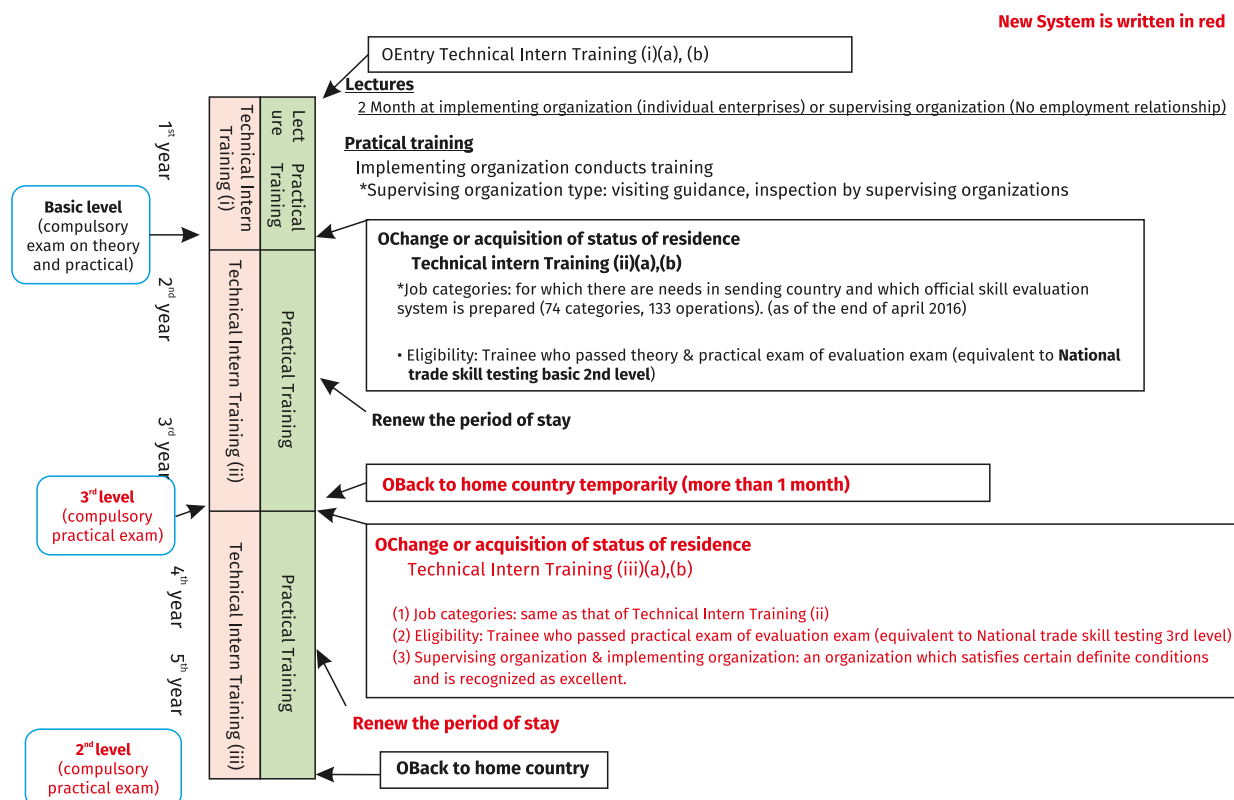 New System is written in red
OEntry Technical Intern Training (i)(a), (b)
Lectures
2 Month at implementing organization (individual enterprises) or supervising organization (No employment relationship)
Pratical training
Implementing organization conducts training
*Supervising organization type: visiting guidance, inspection by supervising organizations
1st year
Technical Intern
Training (i)
Lect
ure
Practical
Training
Basic level
(compulsory
exam on theory
and practical)
OChange or acquisition of status of residence
Technical intern Training (ii)(a),(b)
*Job categories: for which there are needs in sending country and which official skill evaluation
system is prepared (74 categories, 133 operations). (as of the end of april 2016)
• Eligibility: Trainee who passed theory & practical exam of evaluation exam (equivalent to National
trade skill testing basic 2nd level)
2nd year
Technical Intern Training (ii)
Practical Training
Renew the period of stay
3rd year
OBack to home country temporarily (more than 1 month)
3rd level
(compulsory
practical exam)
OChange or acquisition of status of residence
Technical Intern Training (iii)(a),(b)
(1) Job categories: same as that of Technical Intern Training (ii)
(2) Eligibility: Trainee who passed practical exam of evaluation exam (equivalent to National trade skill testing 3rd level)
(3) Supervising organization & implementing organization: an organization which satisfies certain definite conditions
and is recognized as excellent.
4th year
Technical Intern Training (iii)
Practical Training
5th year
Renew the period of stay
2nd level
(compulsory
practical exam)
OBack to home country